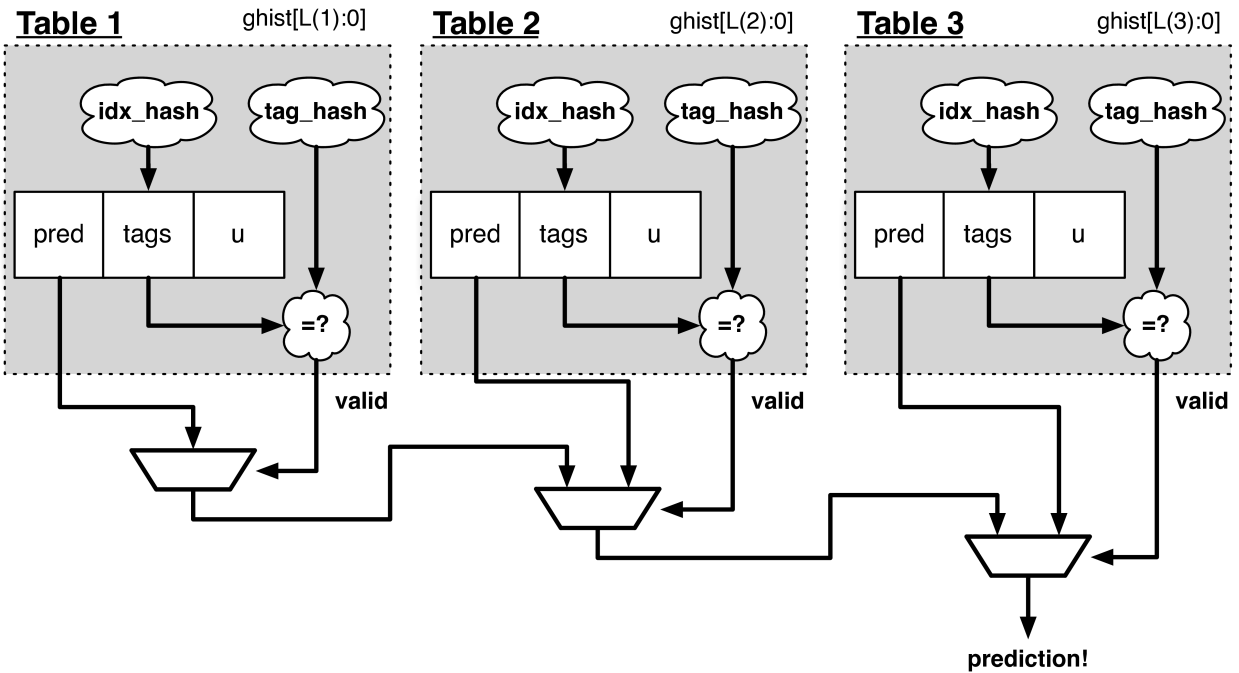 Table 1
ghist[L(1):0]
Table 2
ghist[L(2):0]
Table 3
ghist[L(3):0]
idx_hash
tag_hash
idx_hash
tag_hash
idx_hash
tag_hash
pred
tags
u
pred
tags
u
pred
tags
u
=?
=?
=?
valid
valid
valid
prediction!